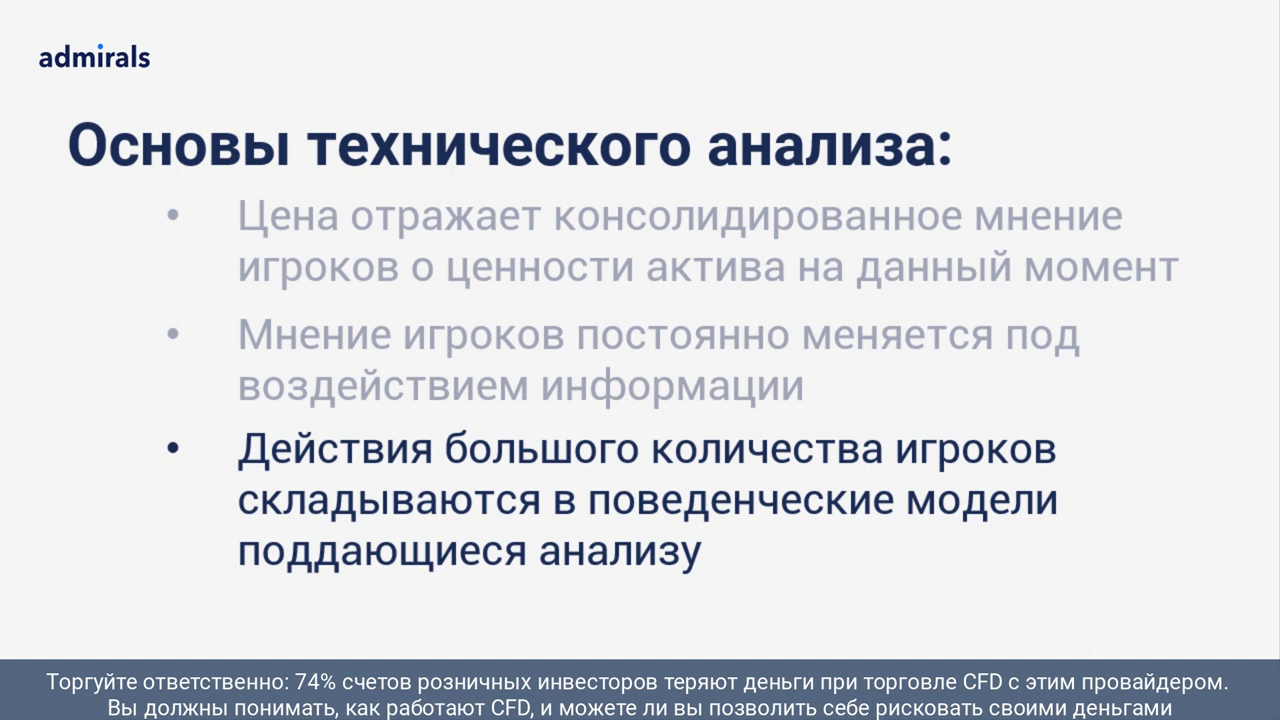 admirals
Основы технического анализа:
• Цена отражает консолидированное мнение
игроков о ценности актива на данный момент
• Мнение игроков постоянно меняется под
воздействием информации
• Действия большого количества игроков
складываются в поведенческие модели
поддающиеся анализу
Торгуйте ответственно: 74% счетов розничных инвесторов теряют деньги при торговле CFD с этим провайдером.
Вы должны понимать, как работают CFD, и можете ли вы позволить себе рисковать своими деньгами